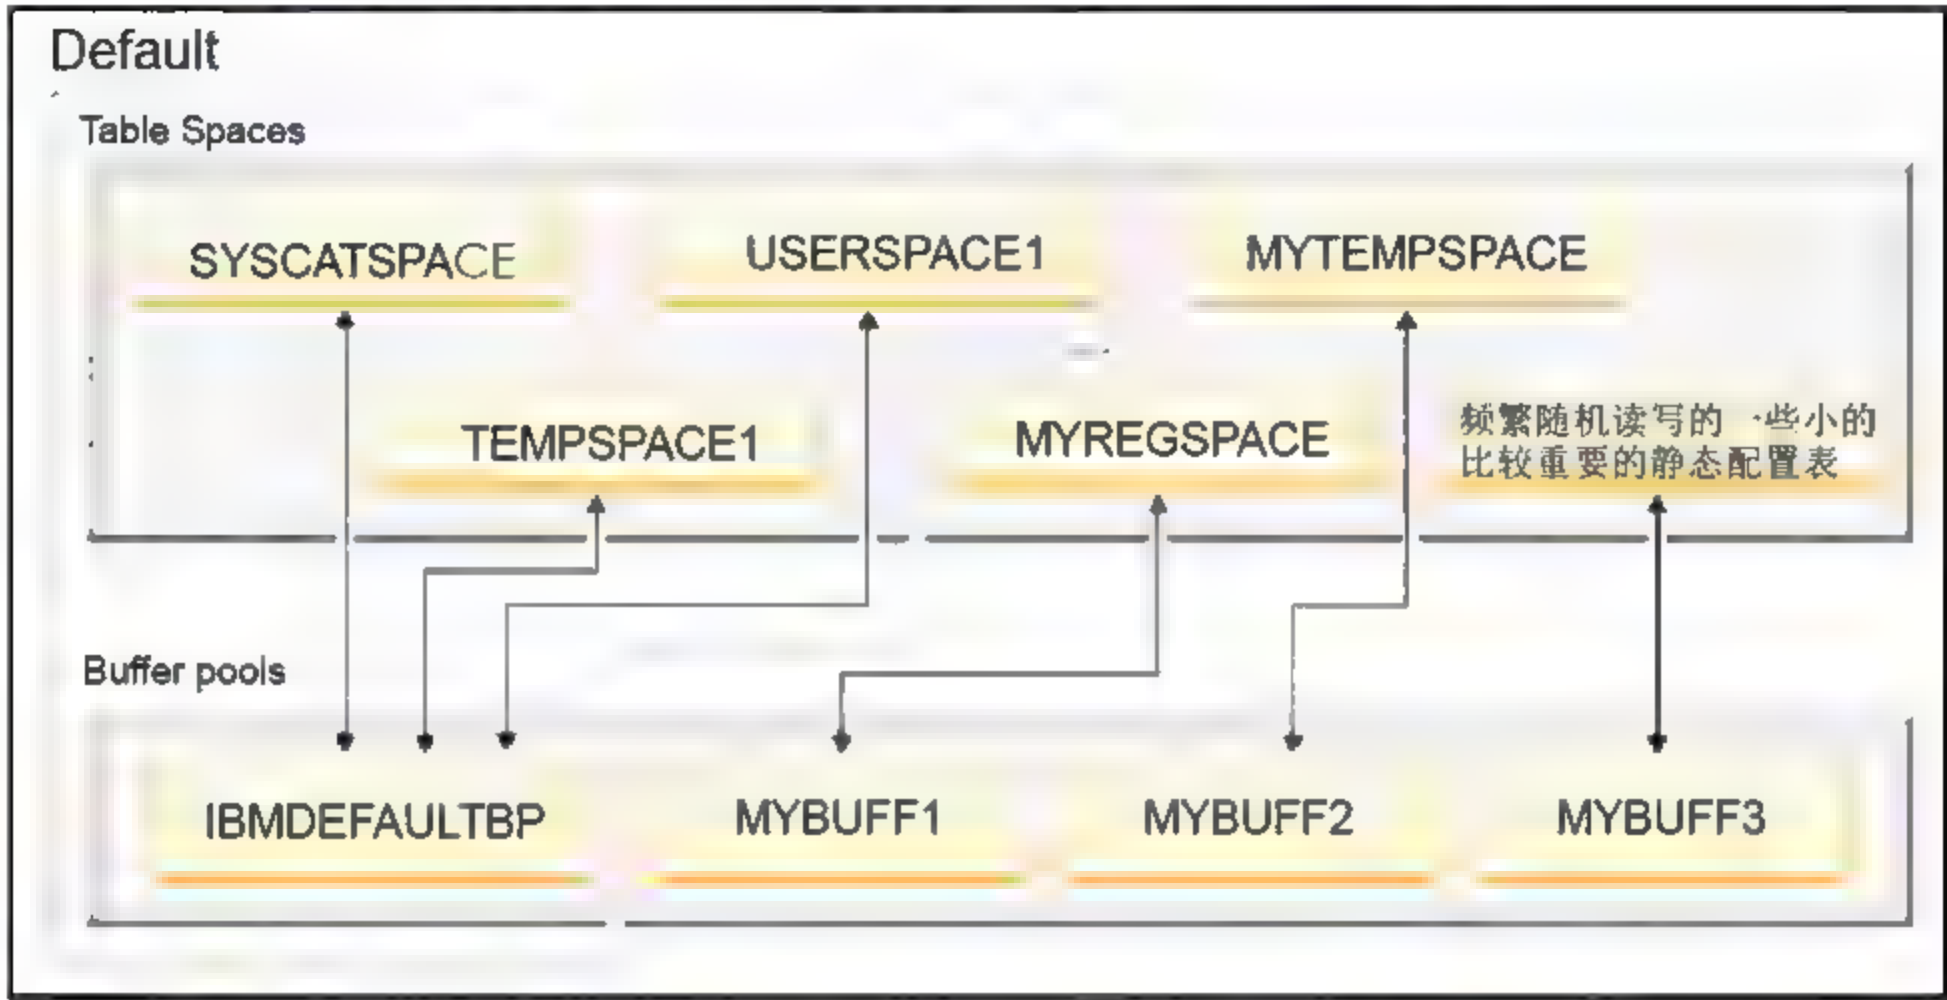 Default
Table Spaces
SYSCATSPACE
USERSPACE1
MYTEMPSPACE
TEMPSPACE1
MYREGSPACE
频繁随机读写的一些小的
比较重要的静态配置表
Buffer pools
IBMDEFAULTBP
MYBUFF1
MYBUFF2
MYBUFF3